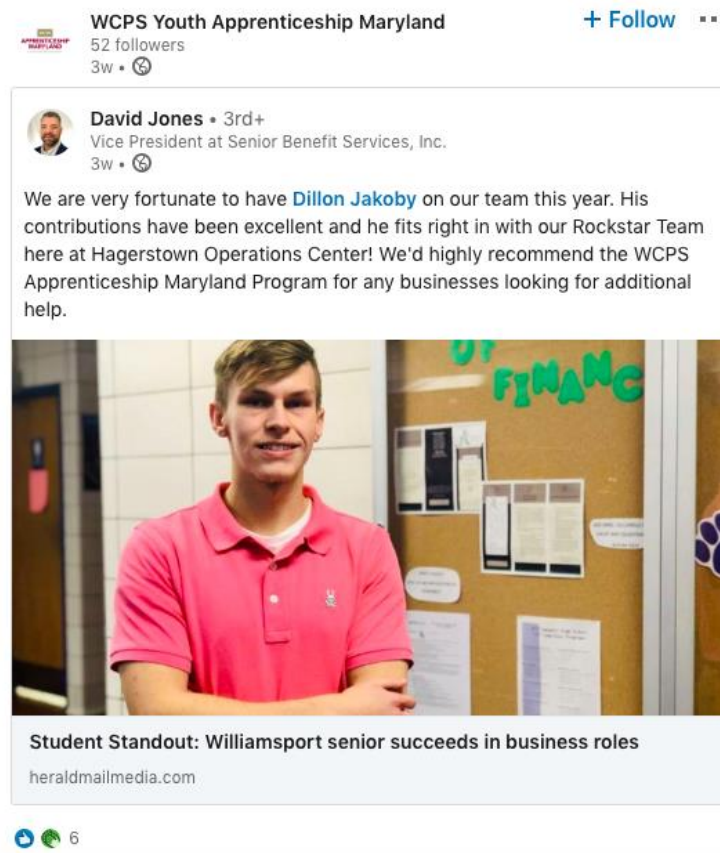 APPRENTICESHIP
MARYLAND
WCPS Youth Apprenticeship Maryland
+ Follow
52 followers
3w •
David Jones • 3rd+
Vice President at Senior Benefit Services, Inc.
3w •
We are very fortunate to have Dillon Jakoby on our team this year. His
contributions have been excellent and he fits right in with our Rockstar Team
here at Hagerstown Operations Center! We'd highly recommend the WCPS
Apprenticeship Maryland Program for any businesses looking for additional
help.
OF
FINANC
Student Standout: Williamsport senior succeeds in business roles
heraldmailmedia.com
6